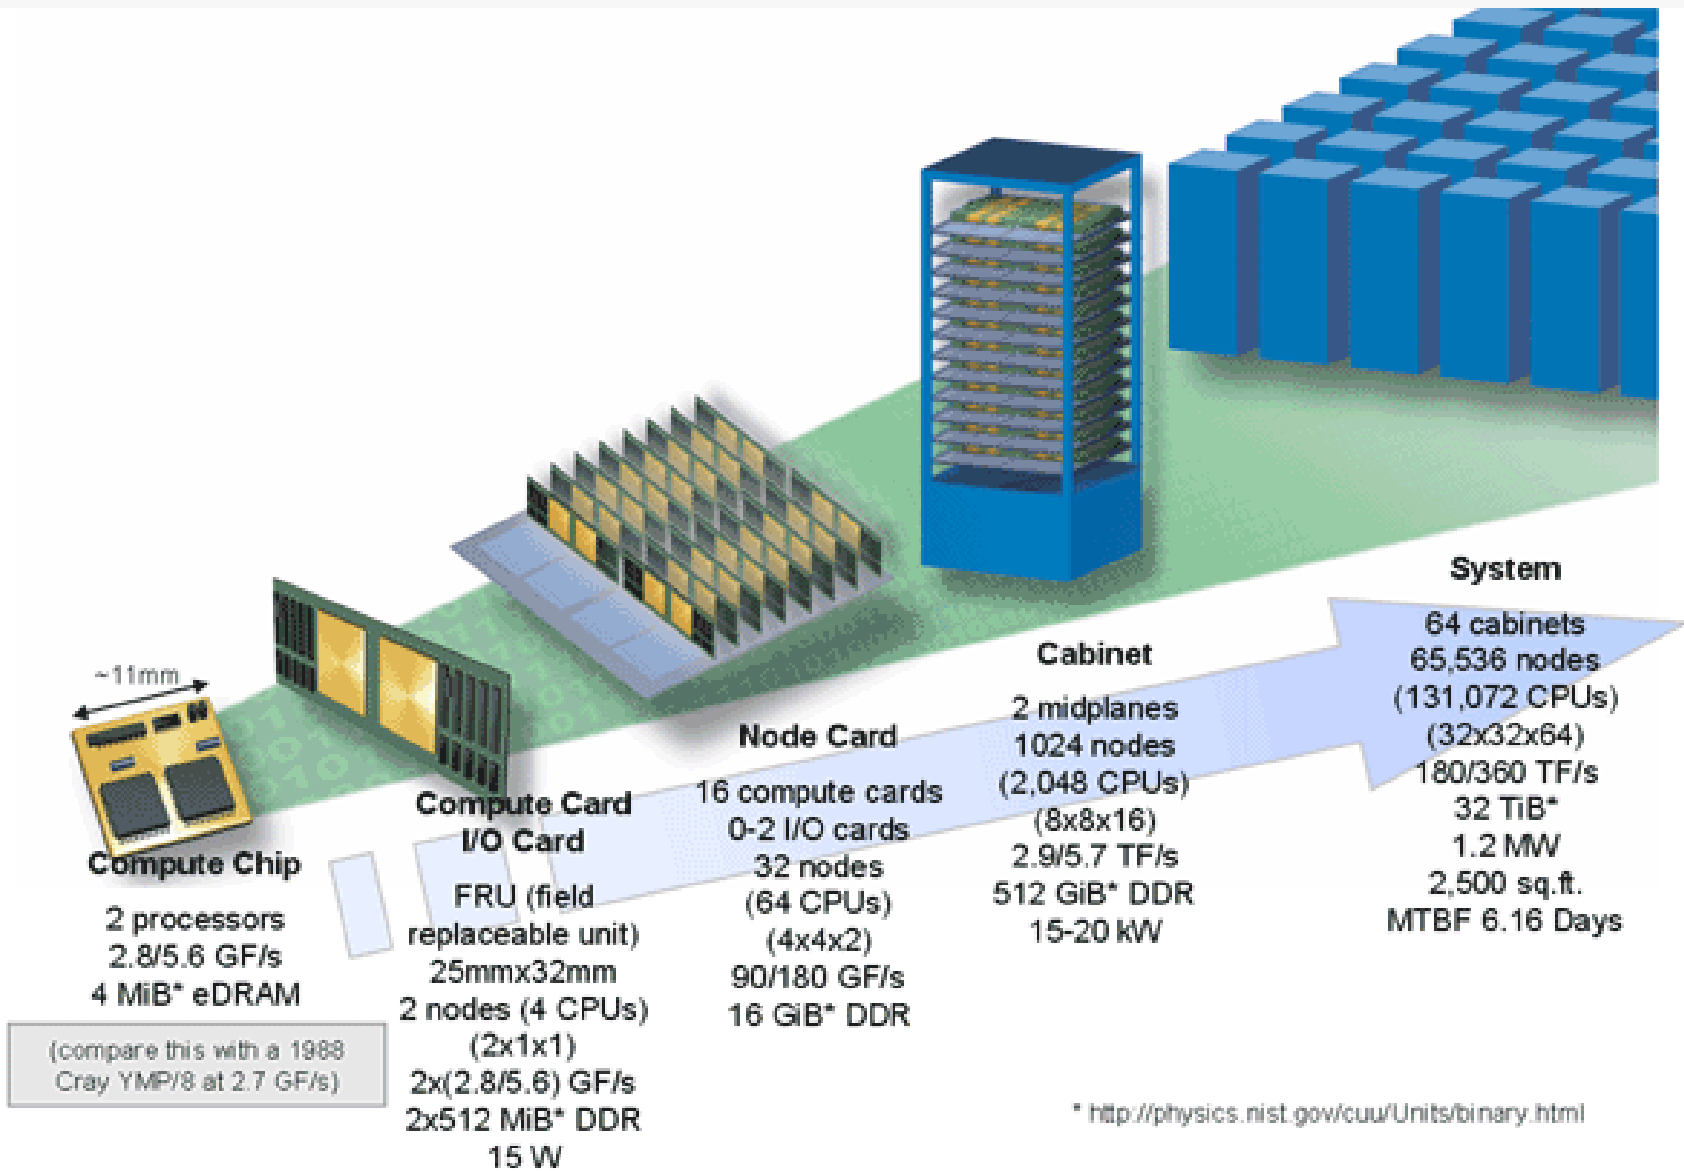 ~11mm
Compute Chip
2 processors
2.8/5.6 GF/s
4 MiB* eDRAM
(compare this with a 1988
Cray YMP/8 at 2.7 GF/s)
Compute Card
I/O Card
FRU (field
replaceable unit)
25mmx32mm
2 nodes (4 CPUs)
(2x1x1)
2x(2.8/5.6) GF/s
2x512 MiB* DDR
15 W
Node Card
16 compute cards
0-2 I/O cards
32 nodes
(64 CPUs)
(4x4x2)
90/180 GF/s
16 GiB* DDR
Cabinet
2 midplanes
1024 nodes
(2,048 CPUs)
(8x8x16)
2.9/5.7 TF/s
512 GiB* DDR
15-20 kW
System
64 cabinets
65,536 nodes
(131,072 CPUs)
(32x32x64)
180/360 TF/s
32 TiB*
1.2 MW
2,500 sq.ft.
MTBF 6.16 Days
* http://physics.nist.gov/cuu/Units/binary.html